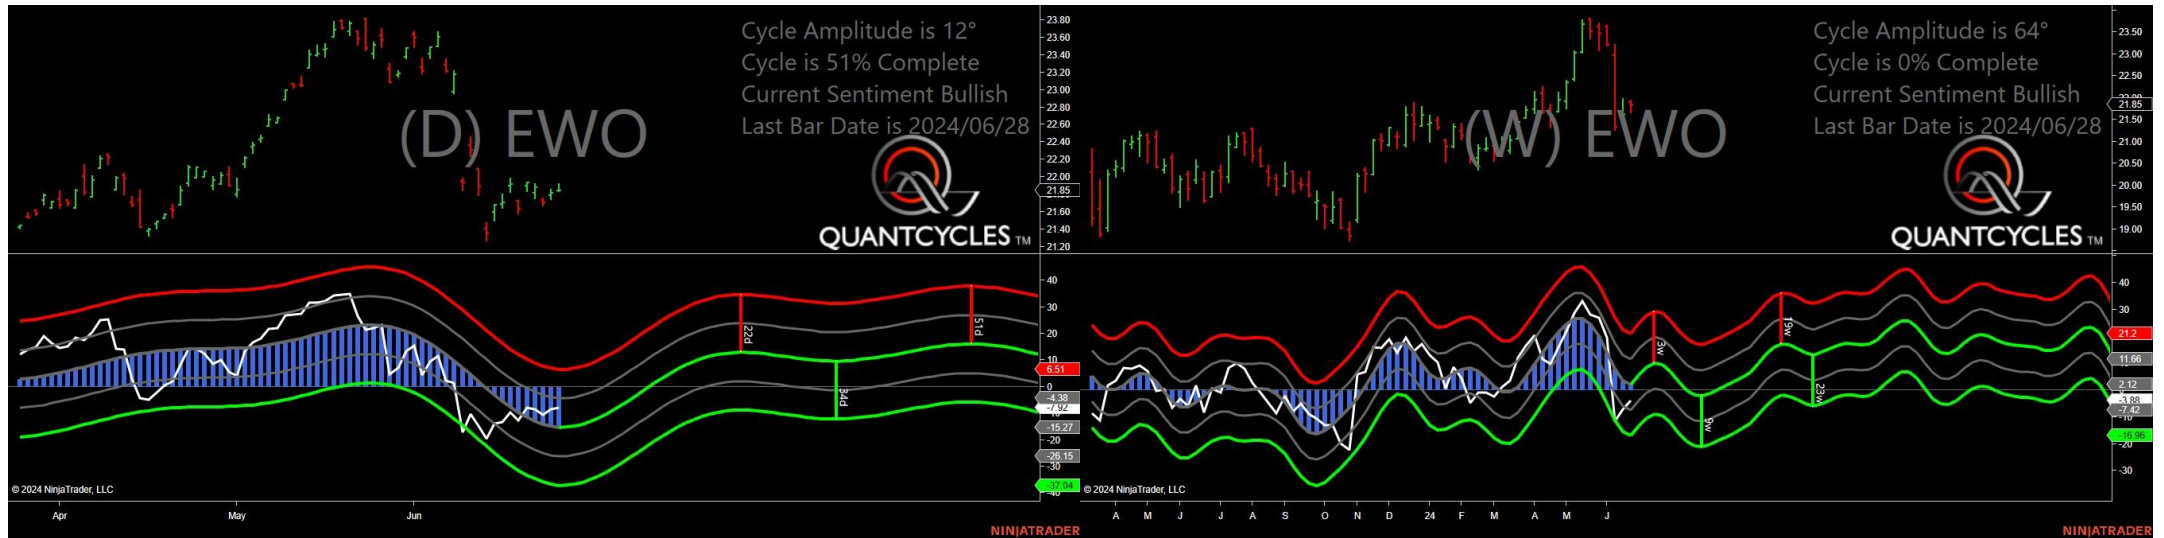 Cycle Amplitude is 12°
Cycle is 51% Complete
Current Sentiment Bullish
Last Bar Date is 2024/06/28
(D) EWO
QUANTCYCLES TM
23.80
23.60
23.40
23.20
23.00
22.80
22.60
22.40
22.20
22.00
21.85
21.60
21.40
21.20
22d
51d
34d
40
30
20
10
6.51
0
-4.38
-7.92
-15.27
-20
-26.15
-30
-37.04
-40
© 2024 NinjaTrader, LLC
Apr
May
Jun
NINJATRADER
Cycle Amplitude is 64°
Cycle is 0% Complete
Current Sentiment Bullish
Last Bar Date is 2024/06/28
(W) EWO
QUANTCYCLES TM
23.50
23.00
22.50
22.00
21.85
21.50
21.00
20.50
20.00
19.50
19.00
3w
19w
9w
23w
40
30
21.2
11.66
2.12
-3.88
-7.42
-10
-16.96
-20
-30
© 2024 NinjaTrader, LLC
A M J J A S O N D 24 F M A M J
NINJATRADER